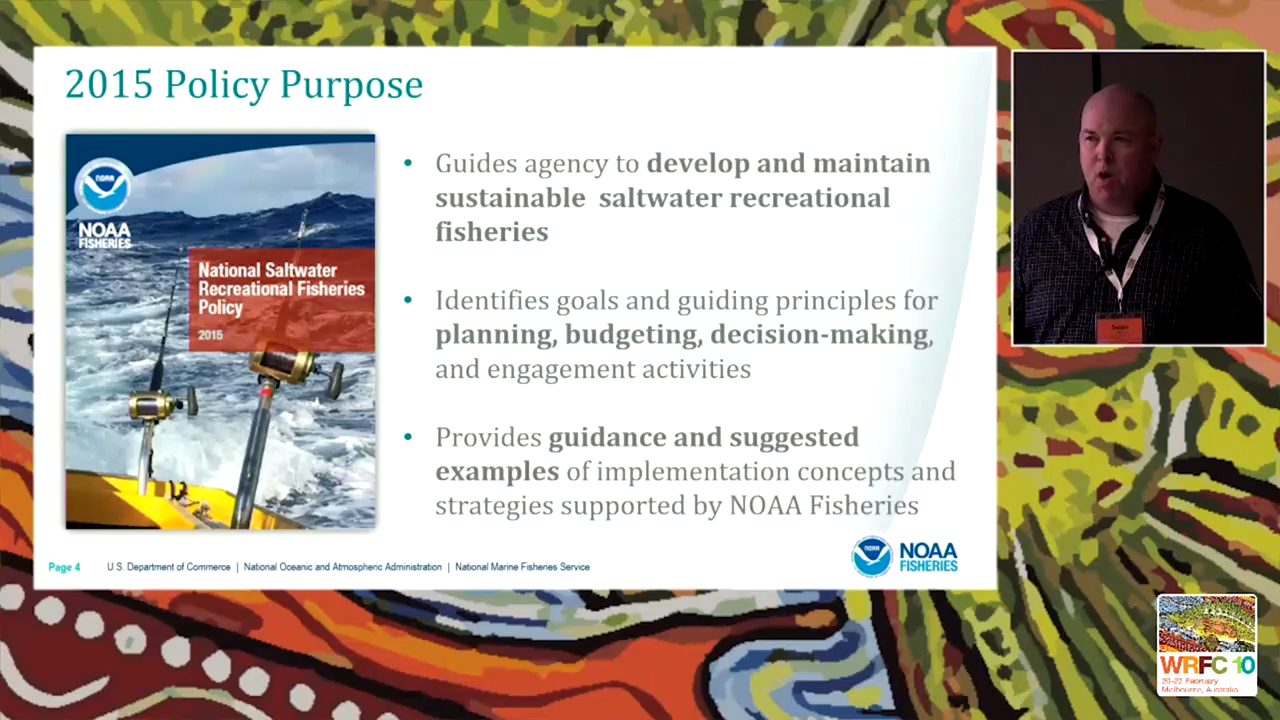 2015 Policy Purpose
NOAA
NOAA
FISHERIES
National Saltwater
Recreational Fisheries
Policy
2015
• Guides agency to develop and maintain
sustainable saltwater recreational
fisheries
• Identifies goals and guiding principles for
planning, budgeting, decision-making,
and engagement activities
• Provides guidance and suggested
examples of implementation concepts and
strategies supported by NOAA Fisheries
Page 4 U.S. Department of Commerce | National Oceanic and Atmospheric Administration | National Marine Fisheries Service
NOAA
NOAA
FISHERIES
Sean
WRFC 10
20-22 February
Melbourne, Australia